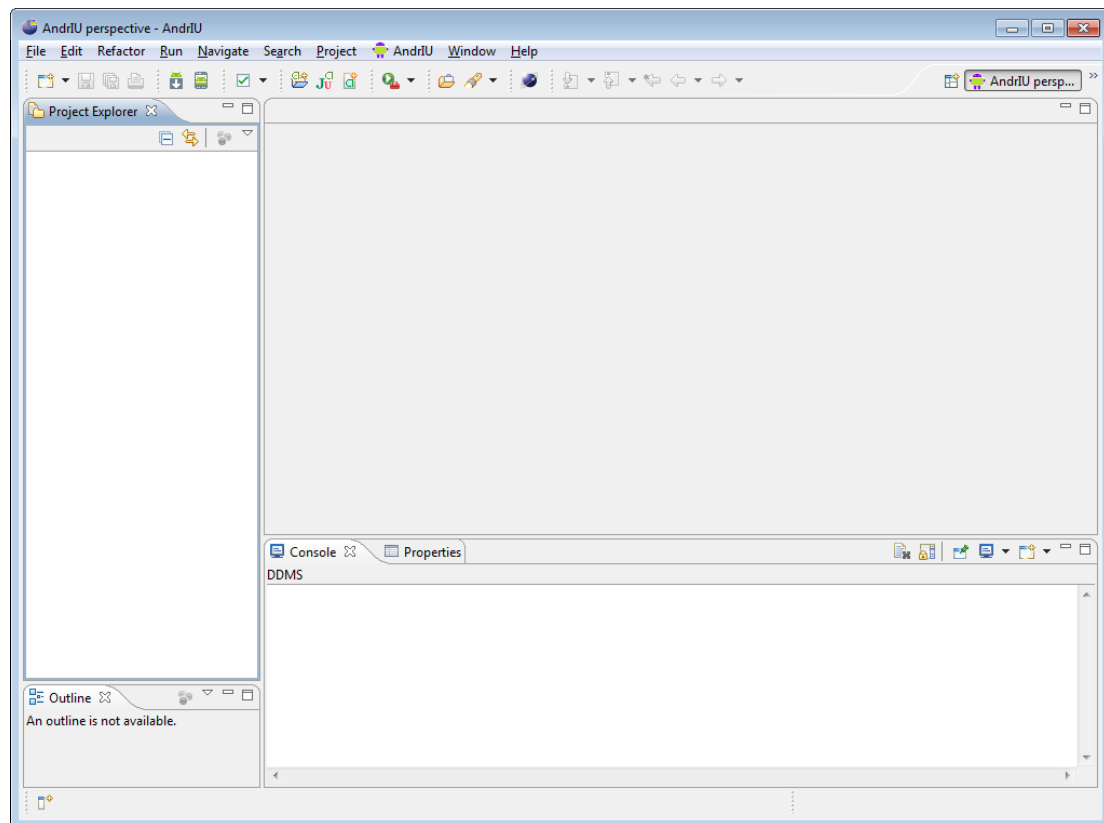 AndrIU perspective - AndrIU
File Edit Refactor Run Navigate Search Project AndrIU Window Help
AndrIU persp...
Project Explorer
Console Properties
DDMS
Outline
An outline is not available.